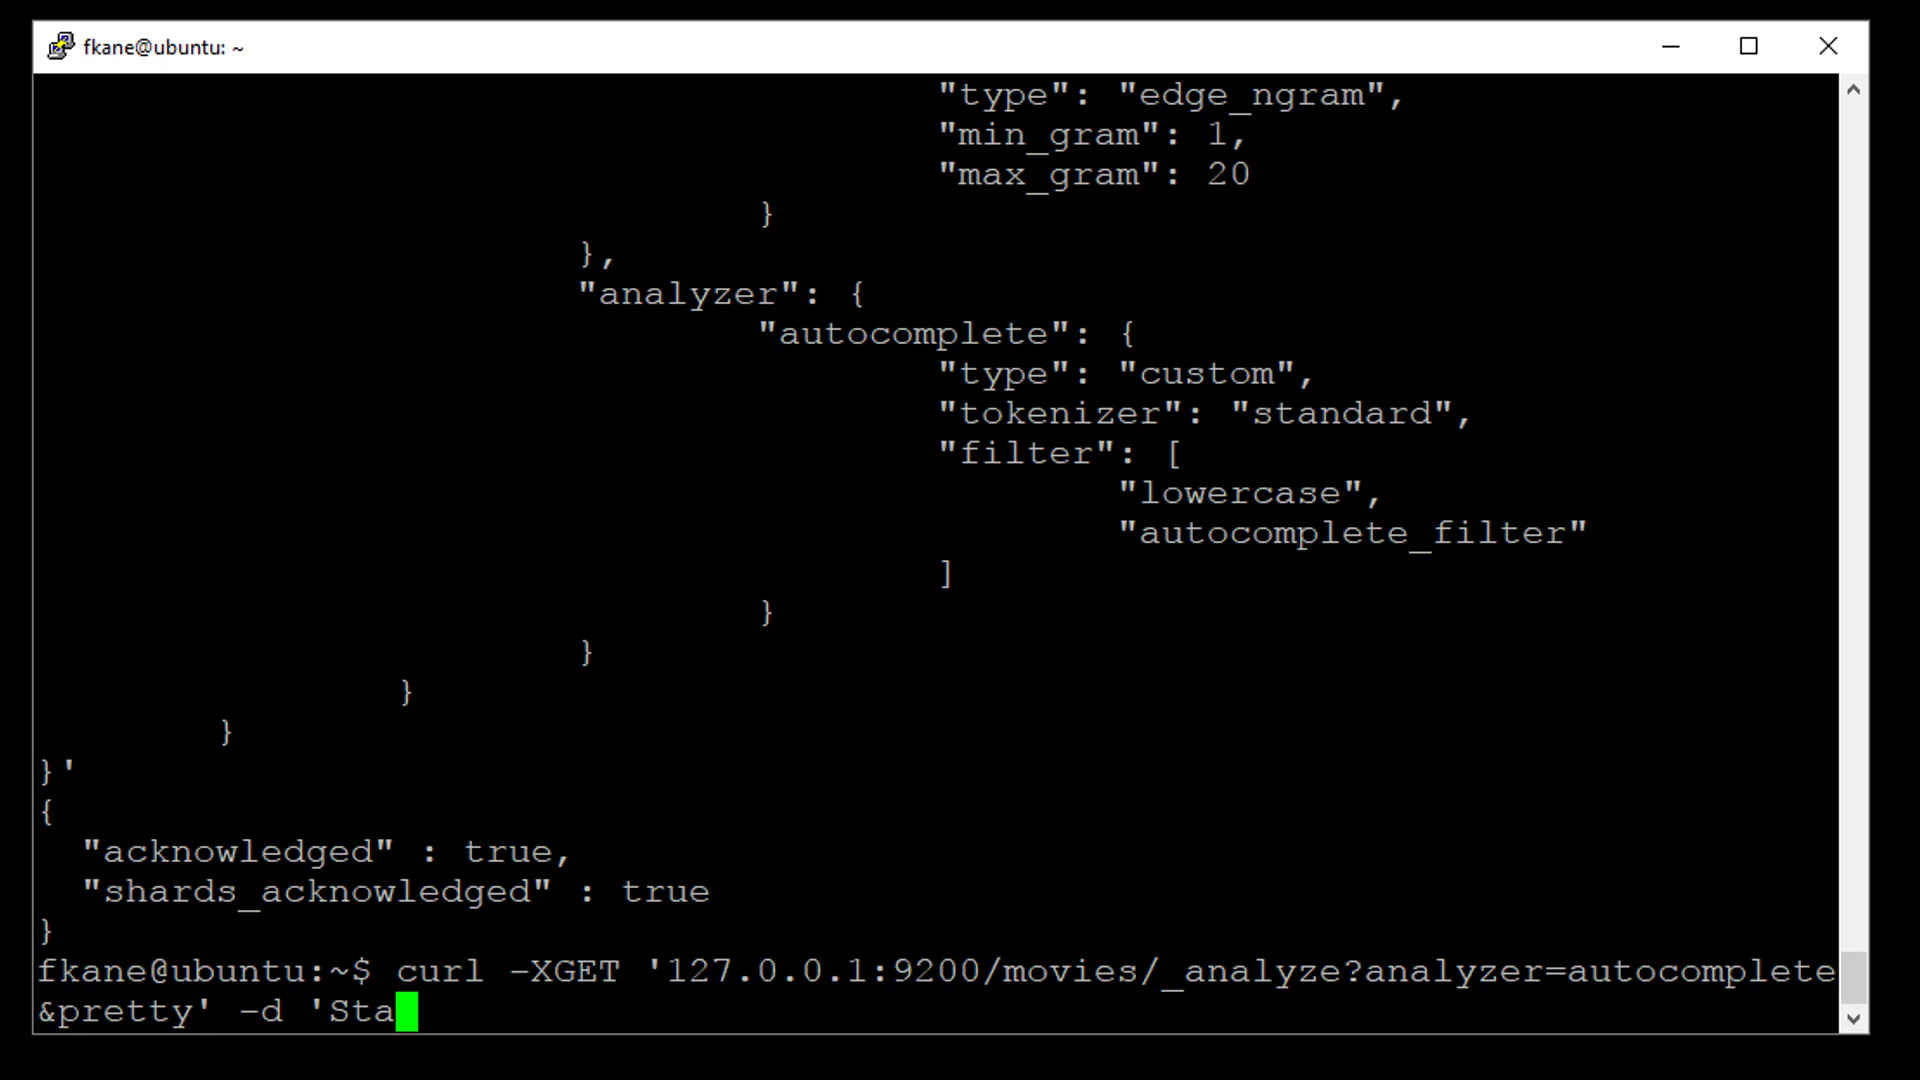 fkane@ubuntu: ~
"type": "edge_ngram",
"min_gram": 1,
"max_gram": 20
}
},
"analyzer": {
"autocomplete": {
"type": "custom",
"tokenizer": "standard",
"filter": [
"lowercase",
"autocomplete_filter"
]
}
}
}
}
}'
{
"acknowledged" : true,
"shards_acknowledged" : true
}
fkane@ubuntu:~$ curl -XGET '127.0.0.1:9200/movies/_analyze?analyzer=autocomplete
&pretty' -d 'Sta